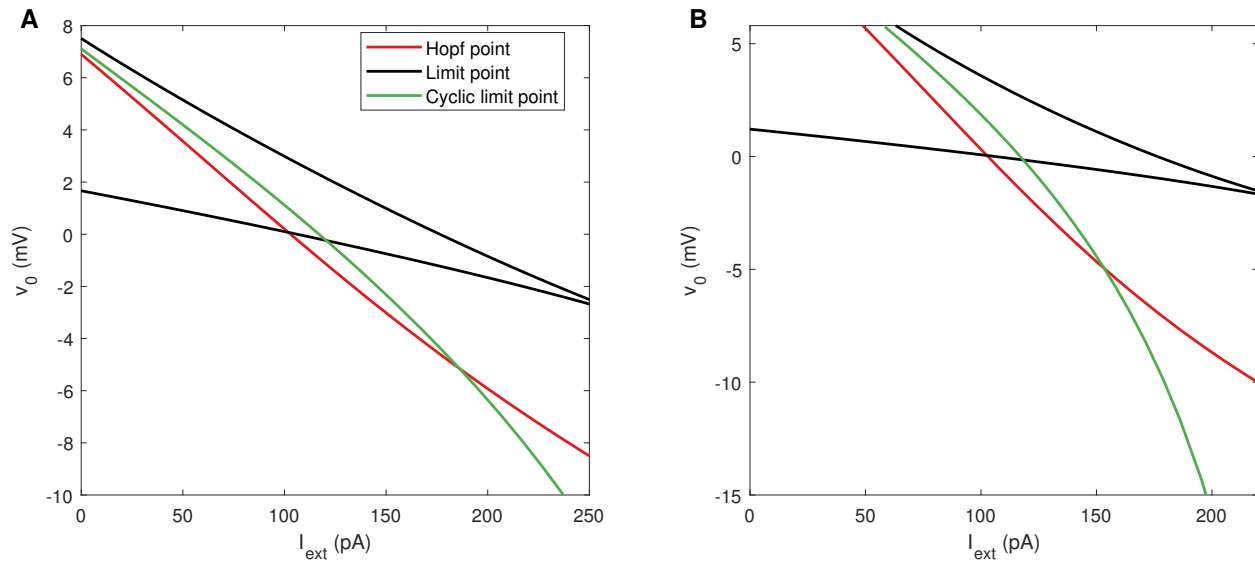 A
8
6
4
2
0
-2
-4
-6
-8
-10
v0 (mV)
0 50 100 150 200 250
Iext (pA)
Hopf point
Limit point
Cyclic limit point
B
5
0
-5
-10
-15
v0 (mV)
0 50 100 150 200
Iext (pA)